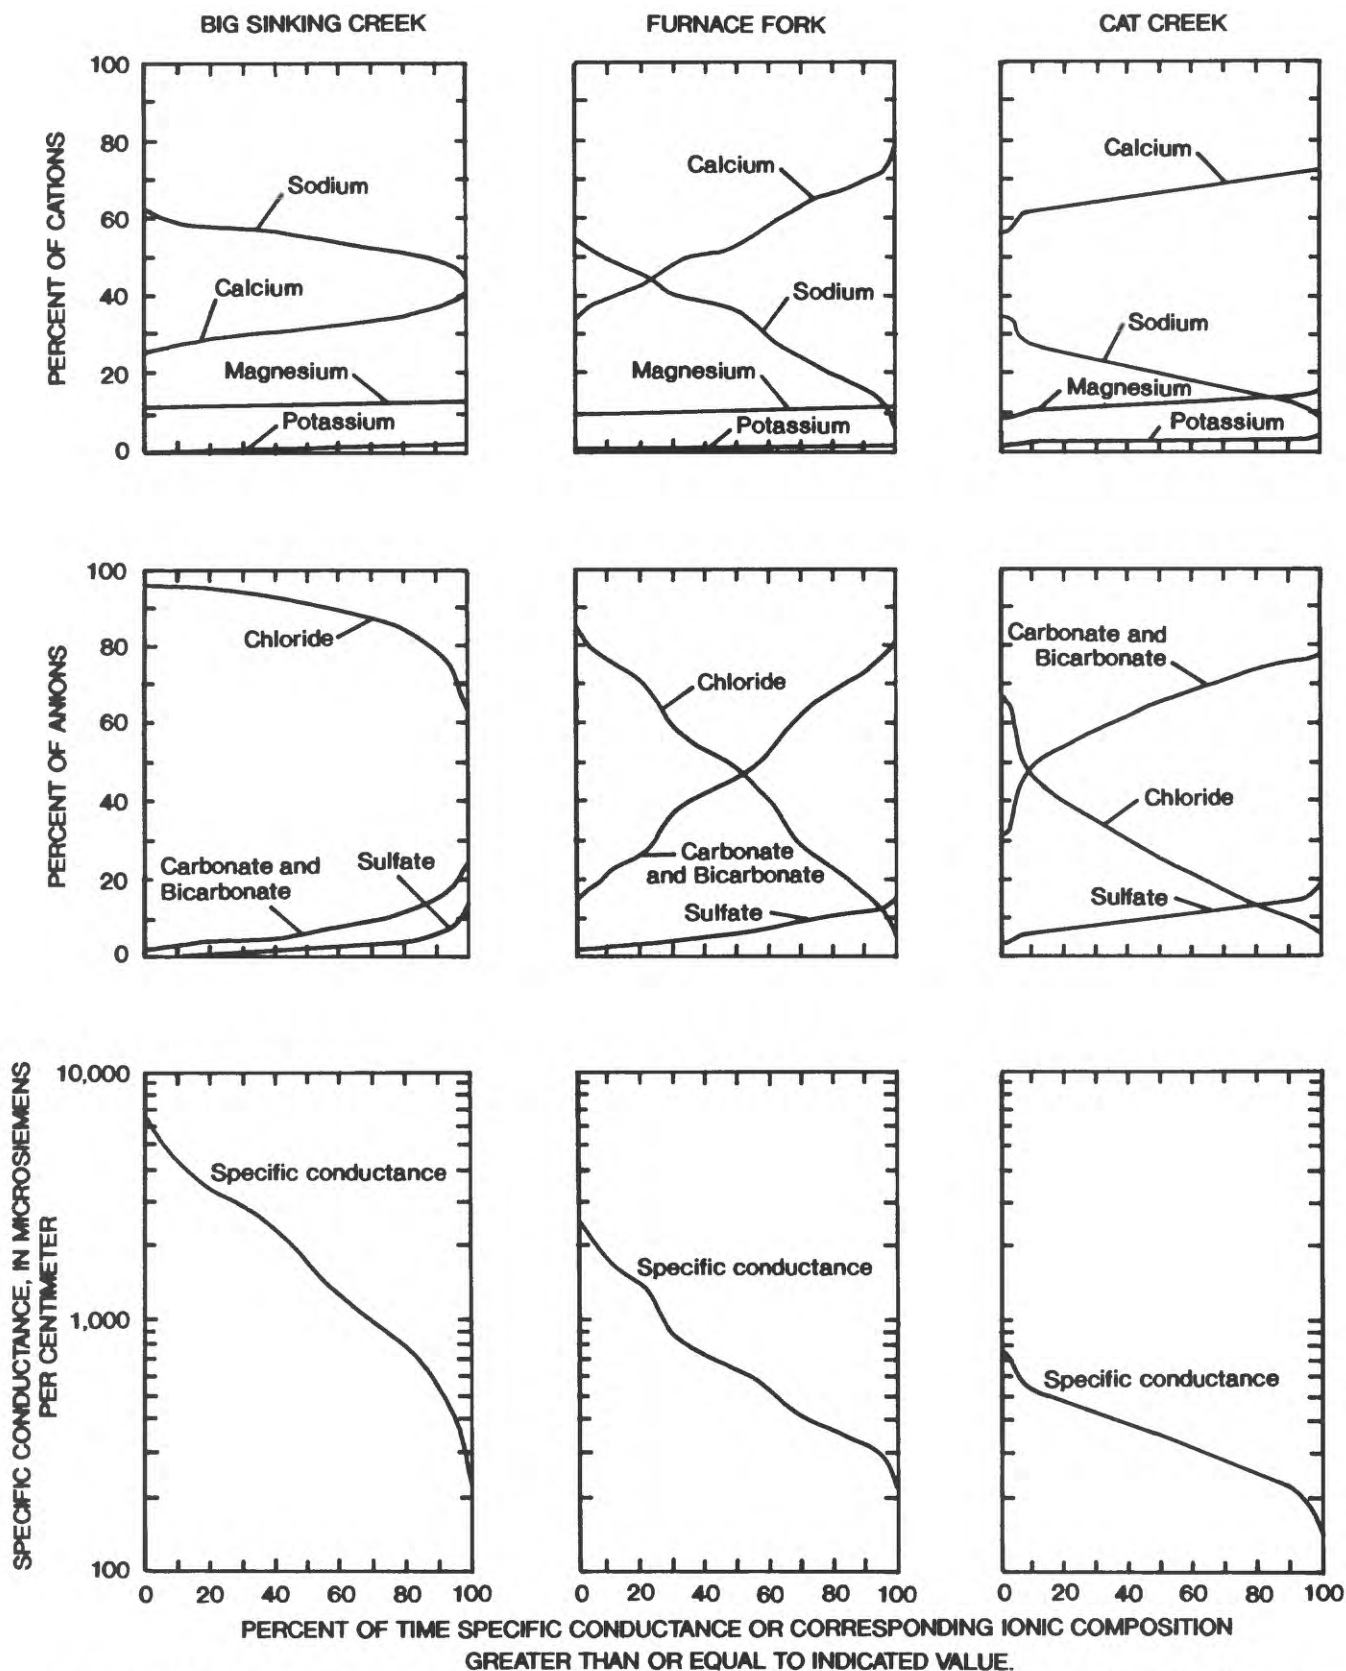 BIG SINKING CREEK
FURNACE FORK
CAT CREEK
PERCENT OF CATIONS
100
80
60
40
20
0
Sodium
Calcium
Magnesium
Potassium
Calcium
Sodium
Magnesium
Potassium
Calcium
Sodium
Magnesium
Potassium
PERCENT OF ANIONS
100
80
60
40
20
0
Chloride
Carbonate and
Bicarbonate
Sulfate
Chloride
Carbonate
and Bicarbonate
Sulfate
Carbonate and
Bicarbonate
Chloride
Sulfate
SPECIFIC CONDUCTANCE, IN MICROSIEMENS
PER CENTIMETER
10,000
1,000
100
Specific conductance
Specific conductance
Specific conductance
0 20 40 60 80 100
0 20 40 60 80 100
0 20 40 60 80 100
PERCENT OF TIME SPECIFIC CONDUCTANCE OR CORRESPONDING IONIC COMPOSITION
GREATER THAN OR EQUAL TO INDICATED VALUE.